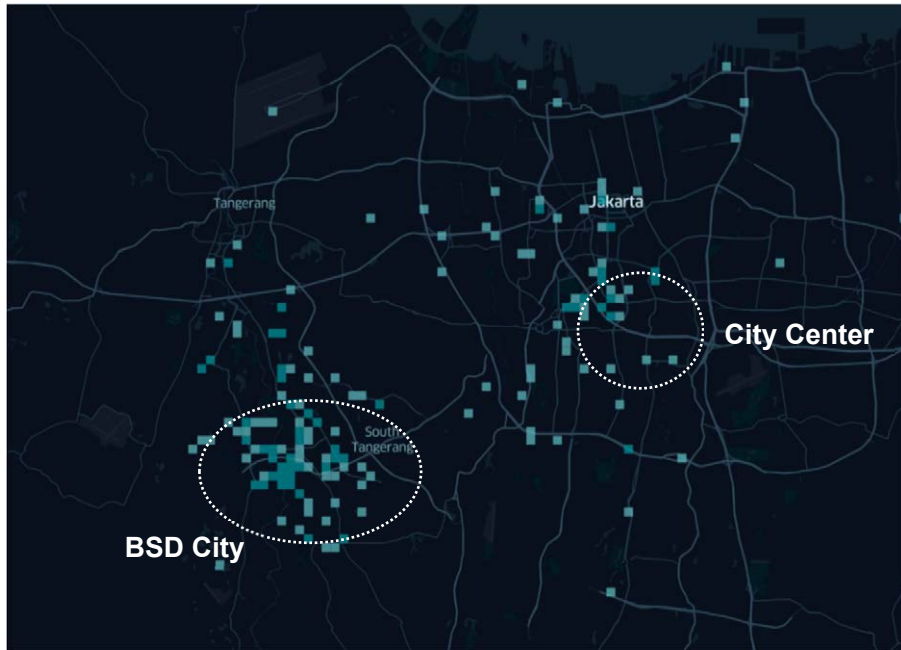 Tangerang
Jakarta
City Center
South
Tangerang
BSD City